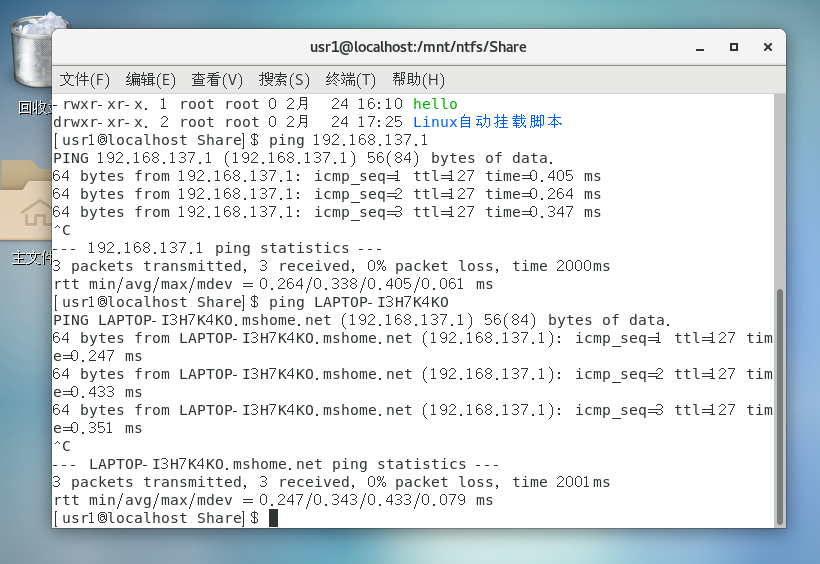 usr1@localhost:/mnt/ntfs/Share
文件(F) 编辑(E) 查看(V) 搜索(S) 终端(T) 帮助(H)
回收
主文件
-rwxr-xr-x. 1 root root 0 2月  24 16:10 hello
drwxr-xr-x. 2 root root 0 2月  24 17:25 Linux自动挂载脚本
[usr1@localhost Share]$ ping 192.168.137.1
PING 192.168.137.1 (192.168.137.1) 56(84) bytes of data.
64 bytes from 192.168.137.1: icmp_seq=1 ttl=127 time=0.405 ms
64 bytes from 192.168.137.1: icmp_seq=2 ttl=127 time=0.264 ms
64 bytes from 192.168.137.1: icmp_seq=3 ttl=127 time=0.347 ms
^C
--- 192.168.137.1 ping statistics ---
3 packets transmitted, 3 received, 0% packet loss, time 2000ms
rtt min/avg/max/mdev = 0.264/0.338/0.405/0.061 ms
[usr1@localhost Share]$ ping LAPTOP-I3H7K4KO
PING LAPTOP-I3H7K4KO.mshome.net (192.168.137.1) 56(84) bytes of data.
64 bytes from LAPTOP-I3H7K4KO.mshome.net (192.168.137.1): icmp_seq=1 ttl=127 tim
e=0.247 ms
64 bytes from LAPTOP-I3H7K4KO.mshome.net (192.168.137.1): icmp_seq=2 ttl=127 tim
e=0.433 ms
64 bytes from LAPTOP-I3H7K4KO.mshome.net (192.168.137.1): icmp_seq=3 ttl=127 tim
e=0.351 ms
^C
--- LAPTOP-I3H7K4KO.mshome.net ping statistics ---
3 packets transmitted, 3 received, 0% packet loss, time 2001ms
rtt min/avg/max/mdev = 0.247/0.343/0.433/0.079 ms
[usr1@localhost Share]$